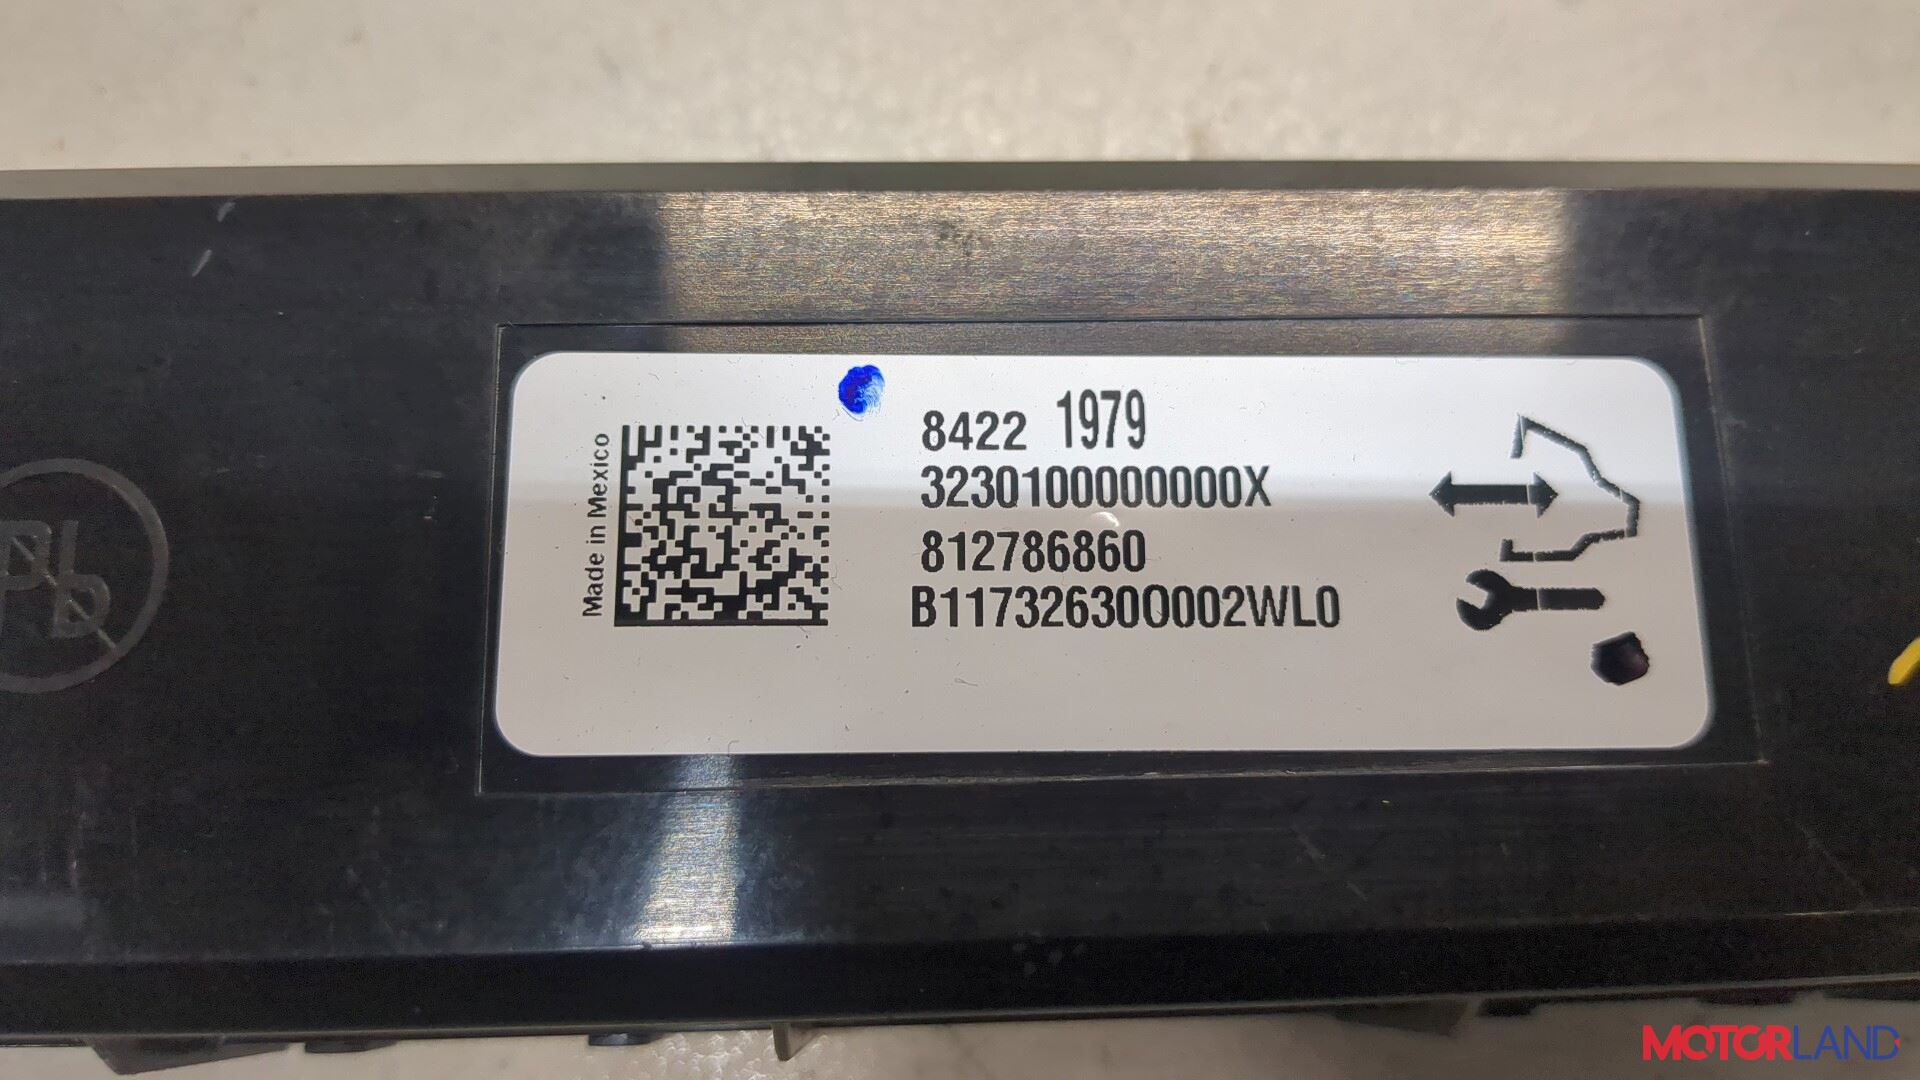 Made in Mexico
8422 1979
3230100000000X
812786860
B117326300002WL0
Pb
MOTORLAND